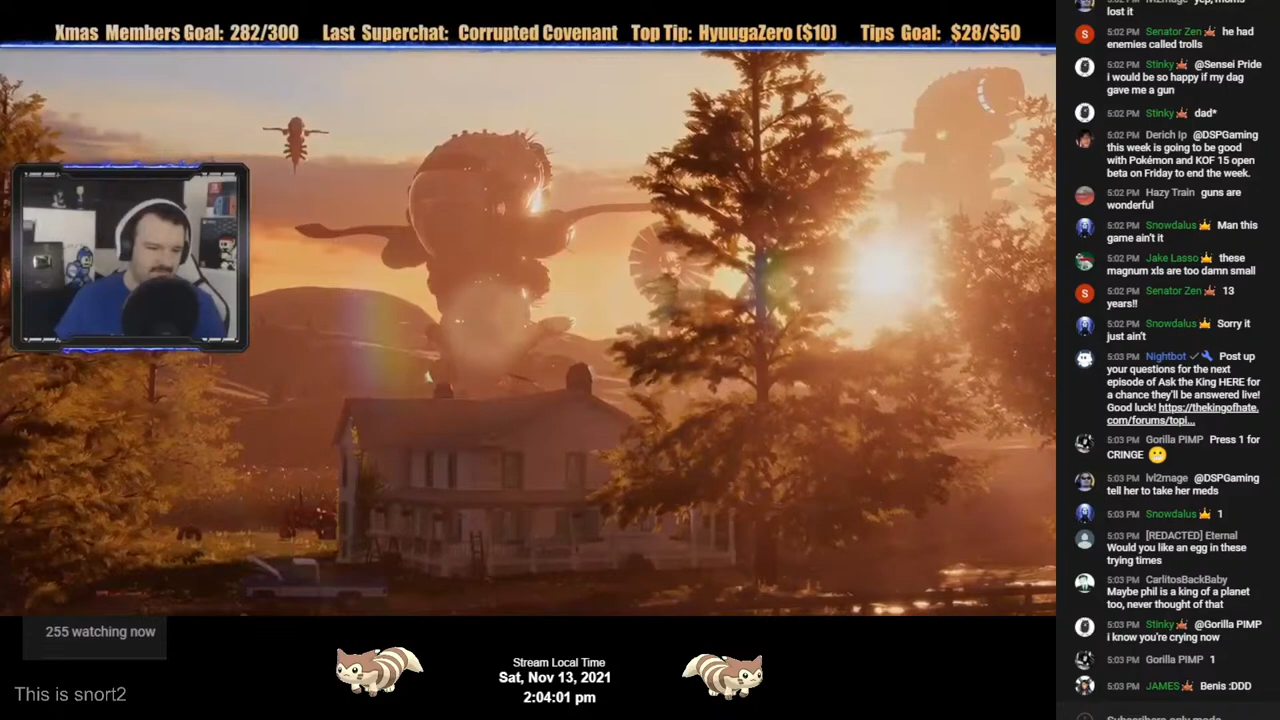 Xmas Members Goal: 282/300 Last Superchat: Corrupted Covenant Top Tip: HyuugaZero ($10) Tips Goal: $28/$50
lost it
5:02 PM Senator Zen he had
enemies called trolls
5:02 PM Stinky @Sensei Pride
i would be so happy if my dag
gave me a gun
5:02 PM Stinky dad*
5:02 PM Derich Ip @DSPGaming
this week is going to be good
with Pokémon and KOF 15 open
beta on Friday to end the week.
5:02 PM Hazy Train guns are
wonderful
5:02 PM Snowdalus Man this
game ain't it
5:02 PM Jake Lasso these
magnum xls are too damn small
5:02 PM Senator Zen 13
years!!
5:02 PM Snowdalus Sorry it
just ain't
5:03 PM Nightbot Post up
your questions for the next
episode of Ask the King HERE for
a chance they'll be answered live!
Good luck! https://thekingofhate.
com/forums/topi...
5:03 PM Gorilla PIMP Press 1 for
CRINGE
5:03 PM lvl2mage @DSPGaming
tell her to take her meds
5:03 PM Snowdalus 1
5:03 PM [REDACTED] Eternal
Would you like an egg in these
trying times
5:03 PM CarlitosBackBaby
Maybe phil is a king of a planet
too, never thought of that
5:03 PM Stinky @Gorilla PIMP
i know you're crying now
5:03 PM Gorilla PIMP 1
5:03 PM JAMES Benis :DDD
255 watching now
This is snort2
Stream Local Time
Sat, Nov 13, 2021
2:04:01 pm